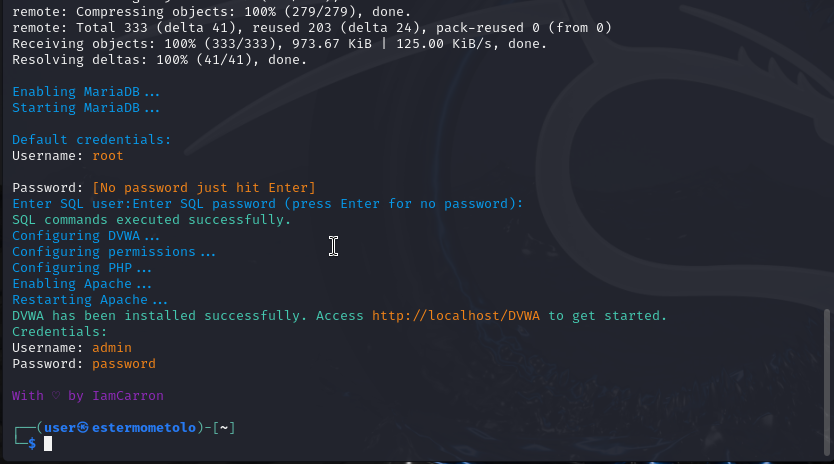 remote: Compressing objects: 100% (279/279), done.
remote: Total 333 (delta 41), reused 203 (delta 24), pack-reused 0 (from 0)
Receiving objects: 100% (333/333), 973.67 KiB | 125.00 KiB/s, done.
Resolving deltas: 100% (41/41), done.
Enabling MariaDB...
Starting MariaDB...
Default credentials:
Username: root
Password: [No password just hit Enter]
Enter SQL user:Enter SQL password (press Enter for no password):
SQL commands executed successfully.
Configuring DVWA...
Configuring permissions...
Configuring PHP...
Enabling Apache...
Restarting Apache...
DVWA has been installed successfully. Access http://localhost/DVWA to get started.
Credentials:
Username: admin
Password: password
With ♡ by IamCarron
┌──(user㉿estermometolo)-[~]
└─$